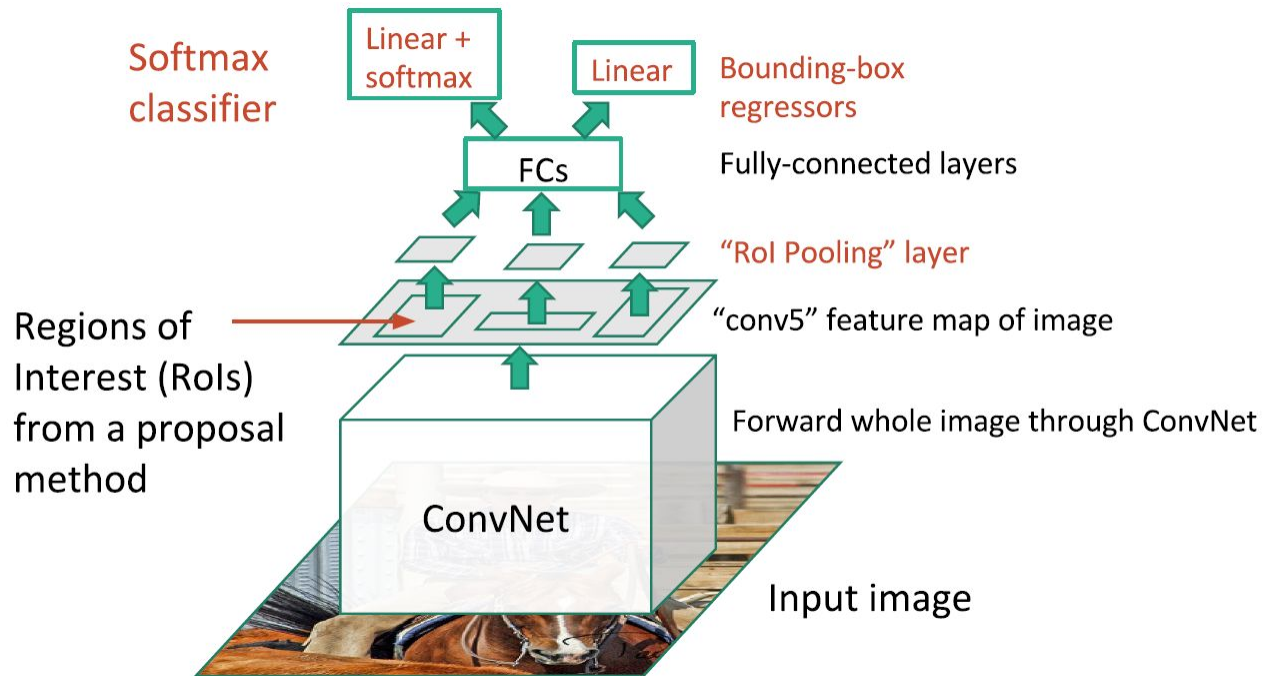 Softmax
classifier
Linear +
softmax
Linear
Bounding-box
regressors
FCs
Fully-connected layers
“RoI Pooling” layer
Regions of
Interest (RoIs)
from a proposal
method
“conv5” feature map of image
Forward whole image through ConvNet
ConvNet
Input image